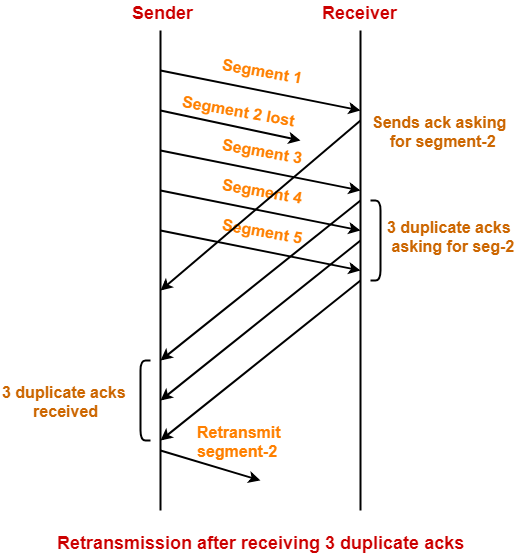 Sender
Receiver
Segment 1
Segment 2 lost
Sends ack asking
for segment-2
Segment 3
Segment 4
Segment 5
3 duplicate acks
asking for seg-2
3 duplicate acks
received
Retransmit
segment-2
Retransmission after receiving 3 duplicate acks